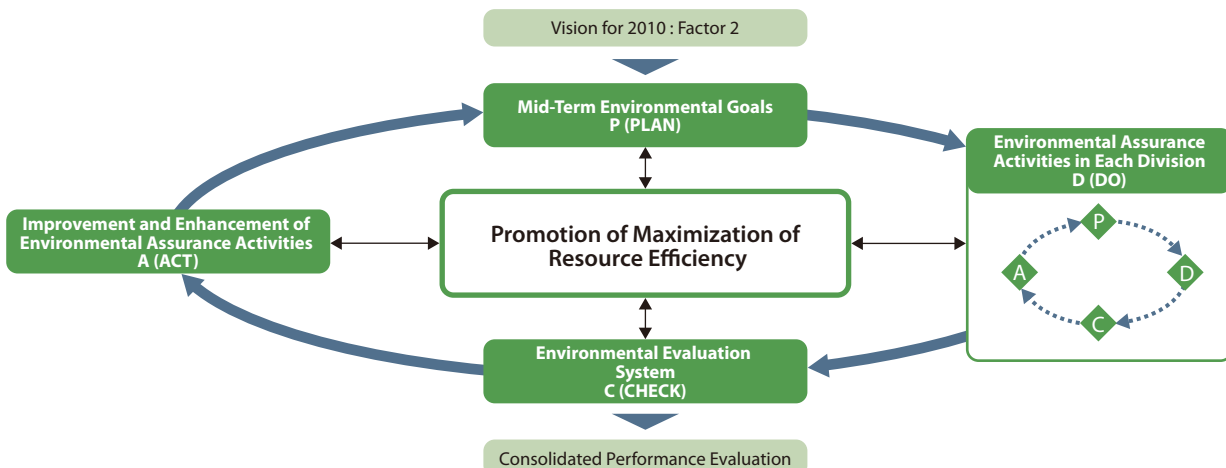 Vision for 2010 : Factor 2
Mid-Term Environmental Goals
P (PLAN)
Environmental Assurance
Activities in Each Division
D (DO)
P
D
C
A
Improvement and Enhancement of
Environmental Assurance Activities
A (ACT)
Promotion of Maximization of
Resource Efficiency
Environmental Evaluation
System
C (CHECK)
Consolidated Performance Evaluation